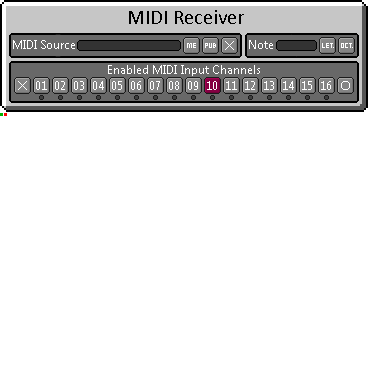 MIDI Receiver
MIDI Source ME PUB X Note LET. OCT.
Enabled MIDI Input Channels
X 01 02 03 04 05 06 07 08 09 10 11 12 13 14 15 16 O